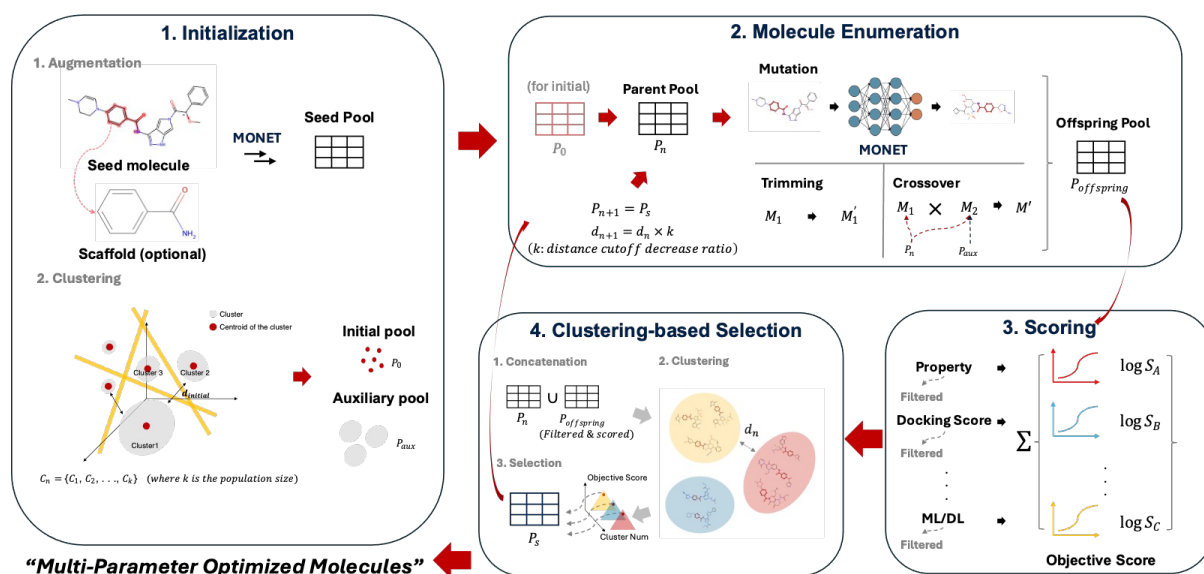 1. Initialization
1. Augmentation
Seed molecule
Scaffold (optional)
MONET
Seed Pool
2. Clustering
Cluster
Centroid of the cluster
Cluster 3
Cluster 2
d_initial
Cluster1
Initial pool
P_0
Auxiliary pool
P_aux
C_n = {C_1, C_2, . . . , C_k} (where k is the population size)
2. Molecule Enumeration
(for initial)
P_0
Parent Pool
P_n
Mutation
MONET
P_{n+1} = P_s
d_{n+1} = d_n × k
(k: distance cutoff decrease ratio)
Trimming
M_1
M_1'
Crossover
M_1 × M_2
M'
P_n
P_aux
Offspring Pool
P_offspring
3. Scoring
Property
Filtered
Docking Score
Filtered
ML/DL
Filtered
Σ
log S_A
log S_B
log S_C
Objective Score
4. Clustering-based Selection
1. Concatenation
P_n
∪
P_offspring
(Filtered & scored)
2. Clustering
d_n
3. Selection
P_s
Objective Score
Cluster Num
“Multi-Parameter Optimized Molecules”